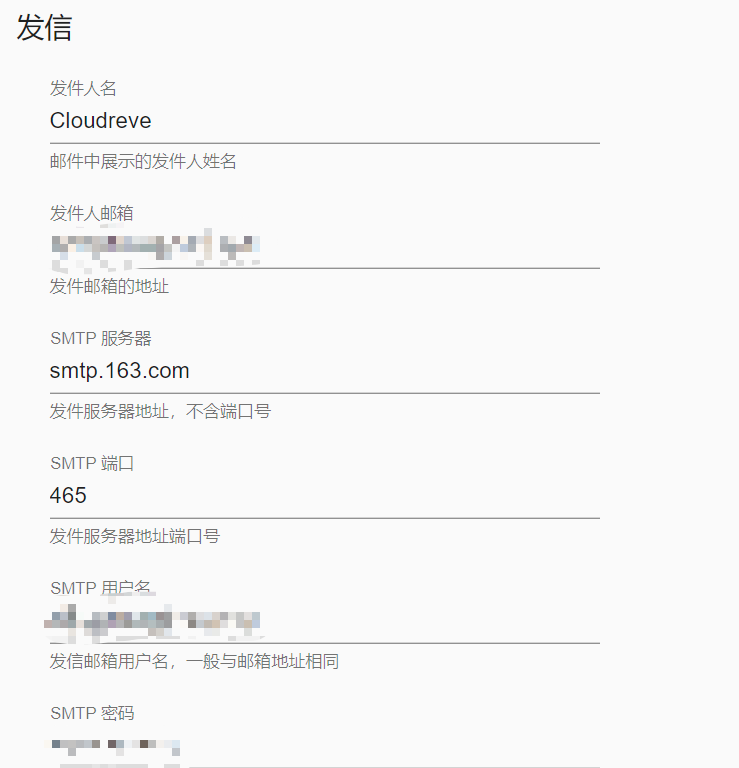 发信
发件人名
Cloudreve
邮件中展示的发件人姓名
发件人邮箱
发件邮箱的地址
SMTP 服务器
smtp.163.com
发件服务器地址，不含端口号
SMTP 端口
465
发件服务器地址端口号
SMTP 用户名
发信邮箱用户名，一般与邮箱地址相同
SMTP 密码